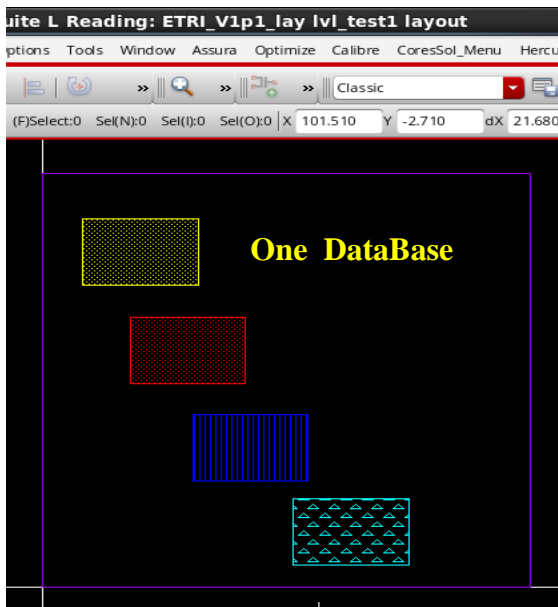 uite L Reading: ETRI_V1p1_lay lvl_test1 layout
ptions Tools Window Assura Optimize Calibre CoresSol_Menu Hercu
» » » Classic
(F)Select:0 Sel(N):0 Sel(I):0 Sel(O):0 X 101.510 Y -2.710 dX 21.680
One DataBase